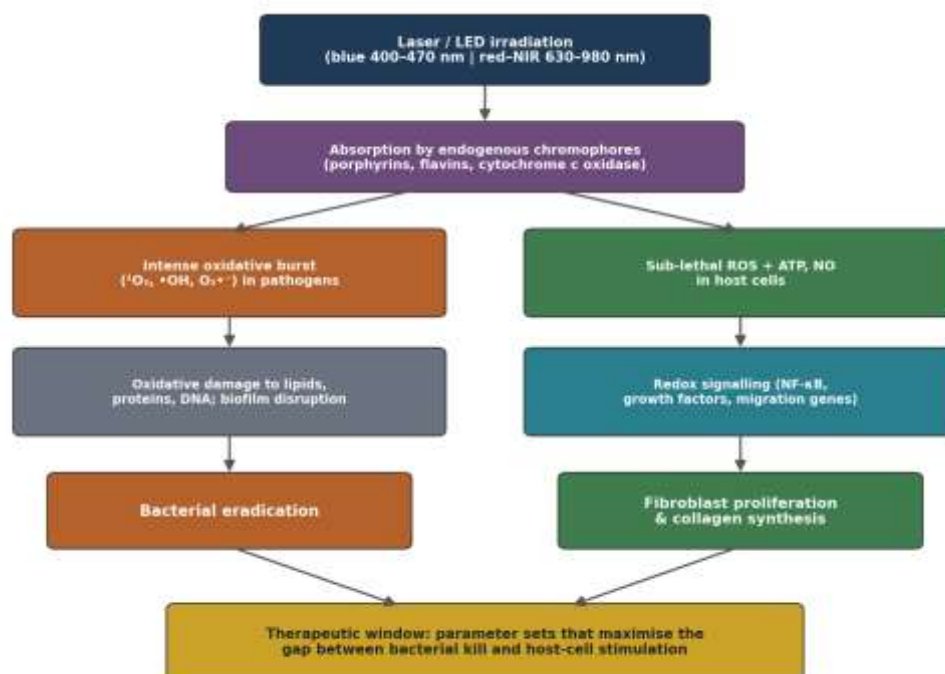 Laser / LED irradiation
(blue 400–470 nm | red–NIR 630–980 nm)
Absorption by endogenous chromophores
(porphyrins, flavins, cytochrome c oxidase)
Intense oxidative burst
(¹O₂, •OH, O₂•⁻) in pathogens
Sub-lethal ROS + ATP, NO
in host cells
Oxidative damage to lipids,
proteins, DNA; biofilm disruption
Redox signalling (NF-κB,
growth factors, migration genes)
Bacterial eradication
Fibroblast proliferation
& collagen synthesis
Therapeutic window: parameter sets that maximise the
gap between bacterial kill and host-cell stimulation